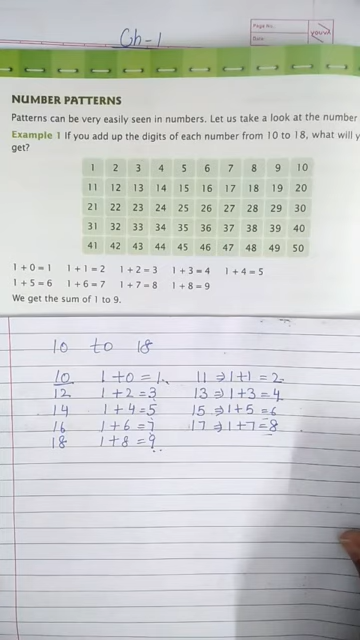 Ch-1
Page No.
Date
YOUVA
NUMBER PATTERNS
Patterns can be very easily seen in numbers. Let us take a look at the number
Example 1 If you add up the digits of each number from 10 to 18, what will y
get?
1 2 3 4 5 6 7 8 9 10
11 12 13 14 15 16 17 18 19 20
21 22 23 24 25 26 27 28 29 30
31 32 33 34 35 36 37 38 39 40
41 42 43 44 45 46 47 48 49 50
1 + 0 = 1 1 + 1 = 2 1 + 2 = 3 1 + 3 = 4 1 + 4 = 5
1 + 5 = 6 1 + 6 = 7 1 + 7 = 8 1 + 8 = 9
We get the sum of 1 to 9.
10 to 18
10 1+0 = 1. 11 ⇒ 1+1 = 2
12 1+2 = 3 13 ⇒ 1+3 = 4
14 1+4 = 5 15 ⇒ 1+5 = 6
16 1+6 = 7 17 ⇒ 1+7 = 8
18 1+8 = 9